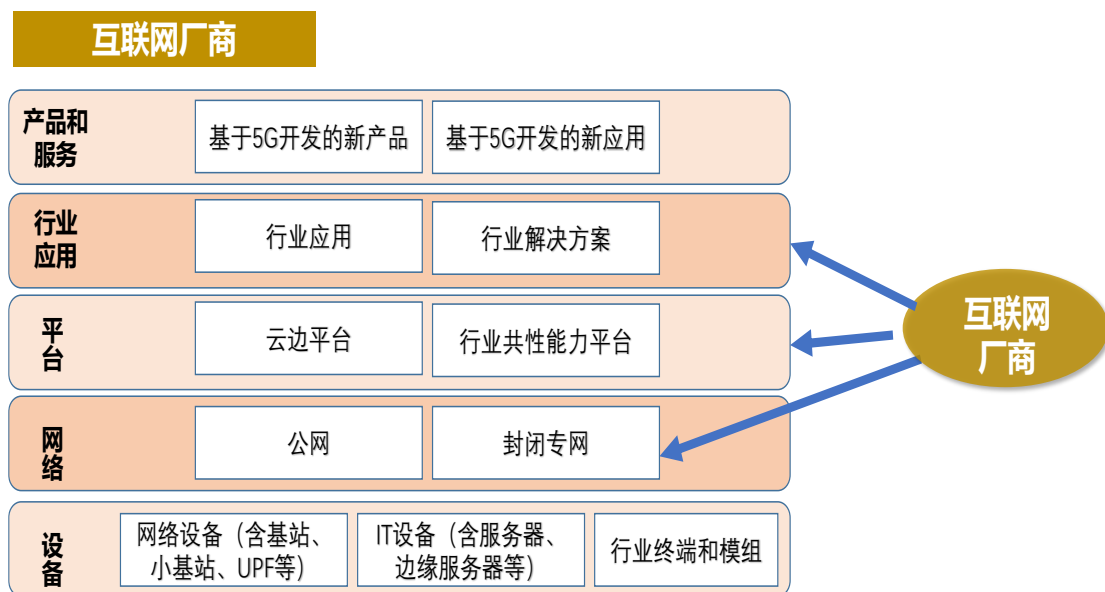 互联网厂商
产品和
服务
基于5G开发的新产品
基于5G开发的新应用
行业
应用
行业应用
行业解决方案
平
台
云边平台
行业共性能力平台
互联网
厂商
网
络
公网
封闭专网
设
备
网络设备（含基站、
小基站、UPF等）
IT设备（含服务器、
边缘服务器等）
行业终端和模组